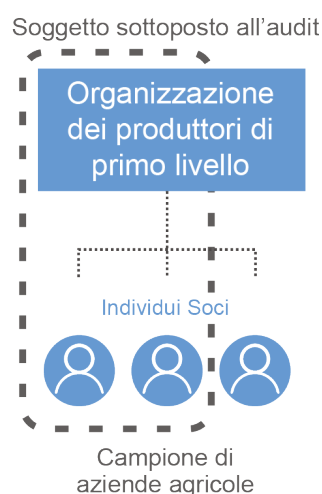 Soggetto sottoposto all'audit
Organizzazione
dei produttori di
primo livello
Individui Soci
Campione di
aziende agricole